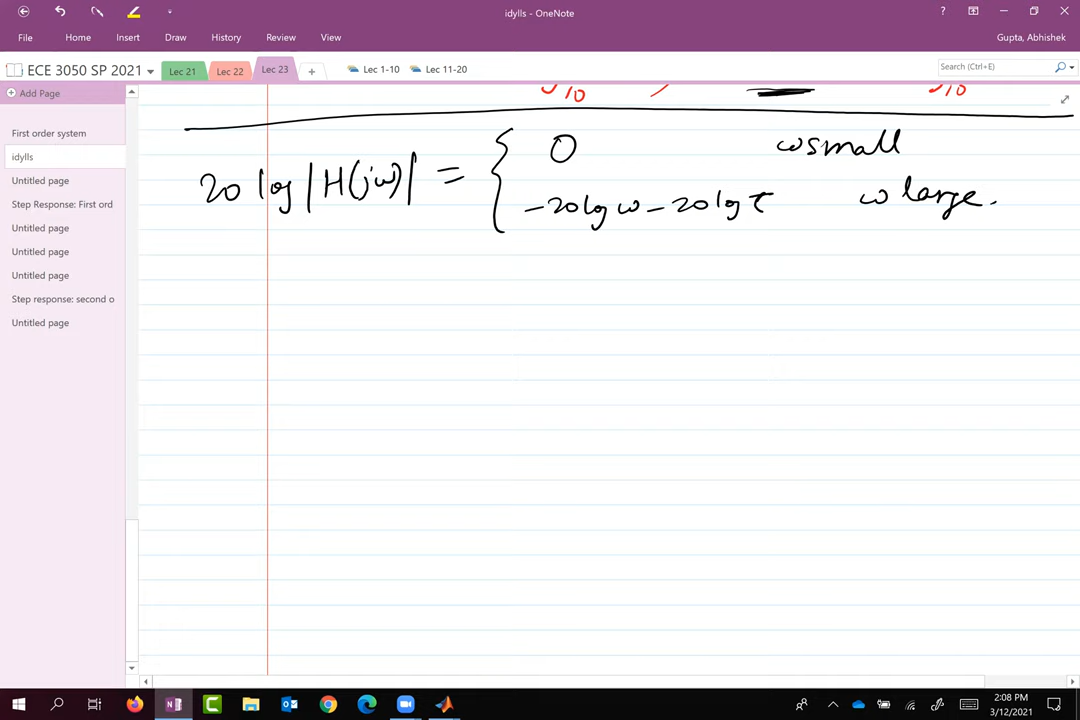 idylls - OneNote
File Home Insert Draw History Review View
Gupta, Abhishek
ECE 3050 SP 2021
Lec 21
Lec 22
Lec 23
Lec 1-10
Lec 11-20
Search (Ctrl+E)
Add Page
First order system
idylls
Untitled page
Step Response: First ord
Untitled page
Untitled page
Untitled page
Step response: second o
Untitled page
10
10
20 log |H(jω)| = { 0 ω small
-20 log ω - 20 log τ ω large.
2:08 PM
3/12/2021